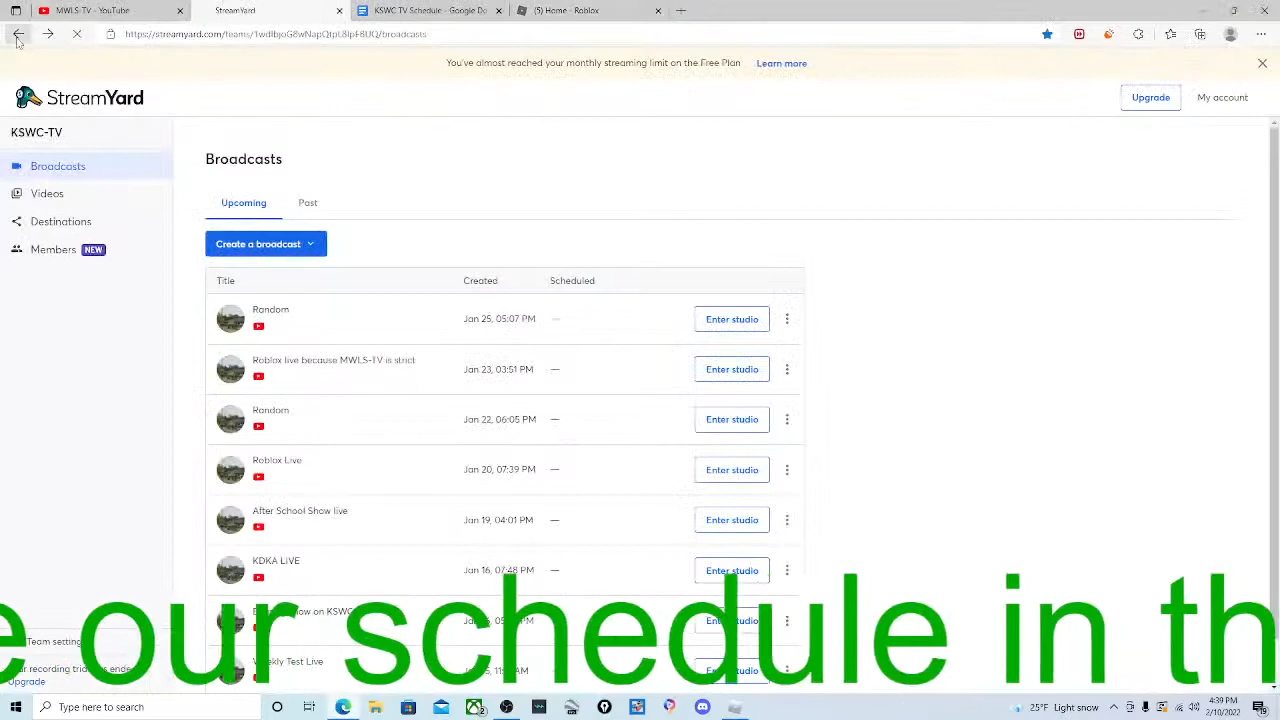 MWLS-TV - YouTube
StreamYard
KSWC TV Schedule - Google Do
(5) Home - Roblox
https://streamyard.com/teams/
/broadcasts
You've almost reached your monthly streaming limit on the Free Plan Learn more
StreamYard
Upgrade
My account
KSWC-TV
Broadcasts
Videos
Destinations
Members NEW
Broadcasts
Upcoming Past
Create a broadcast
Title Created Scheduled
Random Jan 25, 05:07 PM — Enter studio
Roblox live because MWLS-TV is strict Jan 23, 03:51 PM — Enter studio
Random Jan 22, 06:05 PM — Enter studio
Roblox Live Jan 20, 07:39 PM — Enter studio
After School Show live Jan 19, 04:01 PM — Enter studio
KDKA LIVE Jan 16, 07:48 PM — Enter studio
e our schedule in th
Team setting
Upgrade
Weekly Test Live
Type here to search
25°F Light snow
4:39 PM
2/10/2022